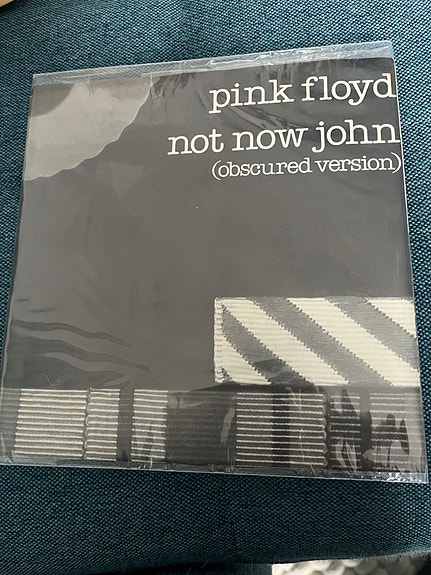 pink floyd
not now john
(obscured version)